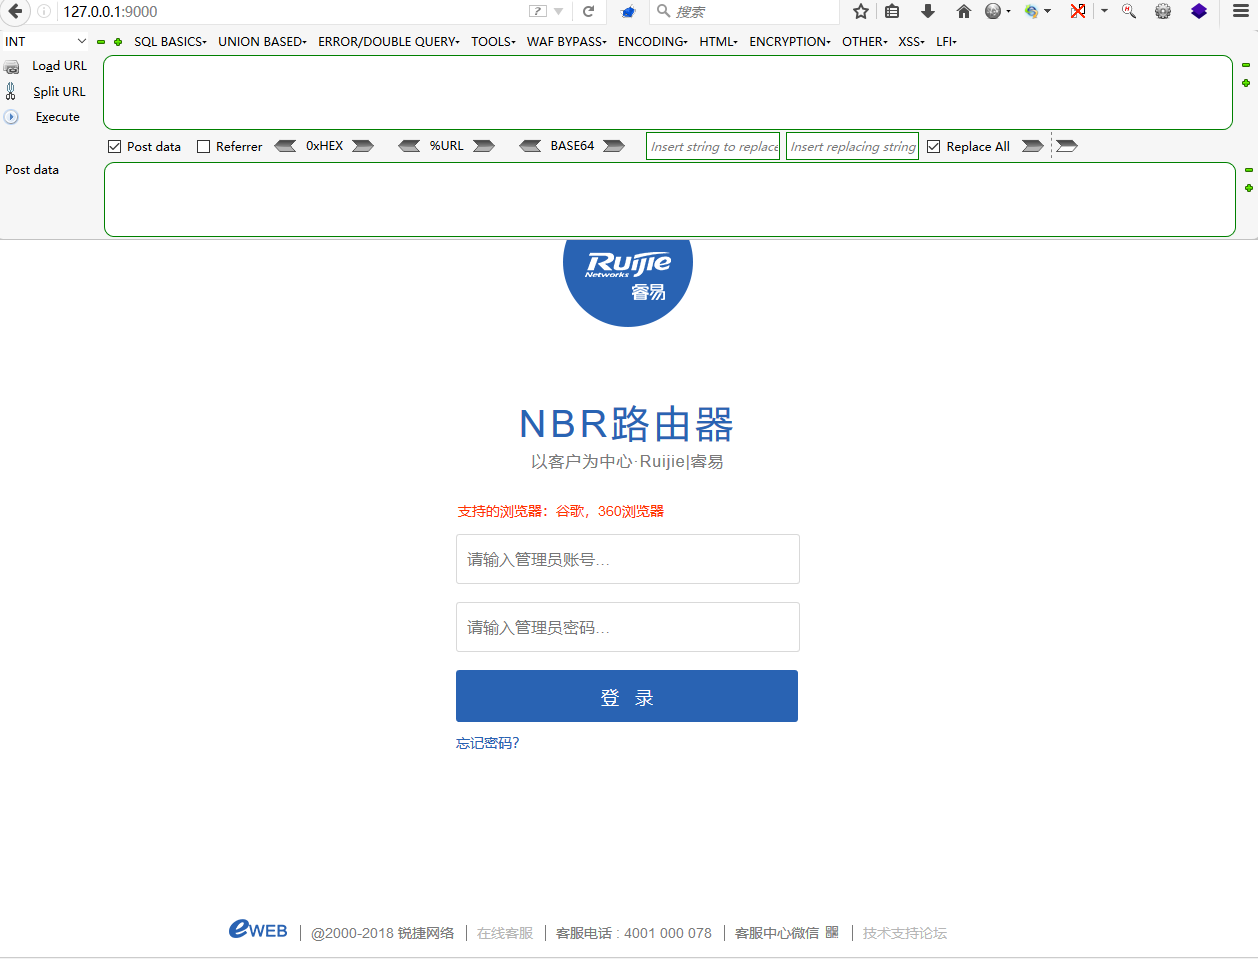 127.0.0.1:9000
搜索
INT
SQL BASICS
UNION BASED
ERROR/DOUBLE QUERY
TOOLS
WAF BYPASS
ENCODING
HTML
ENCRYPTION
OTHER
XSS
LFI
Load URL
Split URL
Execute
Post data
Referrer
0xHEX
%URL
BASE64
Insert string to replace
Insert replacing string
Replace All
Post data
Ruijie
Networks
睿易
NBR路由器
以客户为中心·Ruijie|睿易
支持的浏览器：谷歌，360浏览器
请输入管理员账号...
请输入管理员密码...
登 录
忘记密码？
eWEB | @2000-2018 锐捷网络 | 在线客服 | 客服电话 : 4001 000 078 | 客服中心微信 | 技术支持论坛